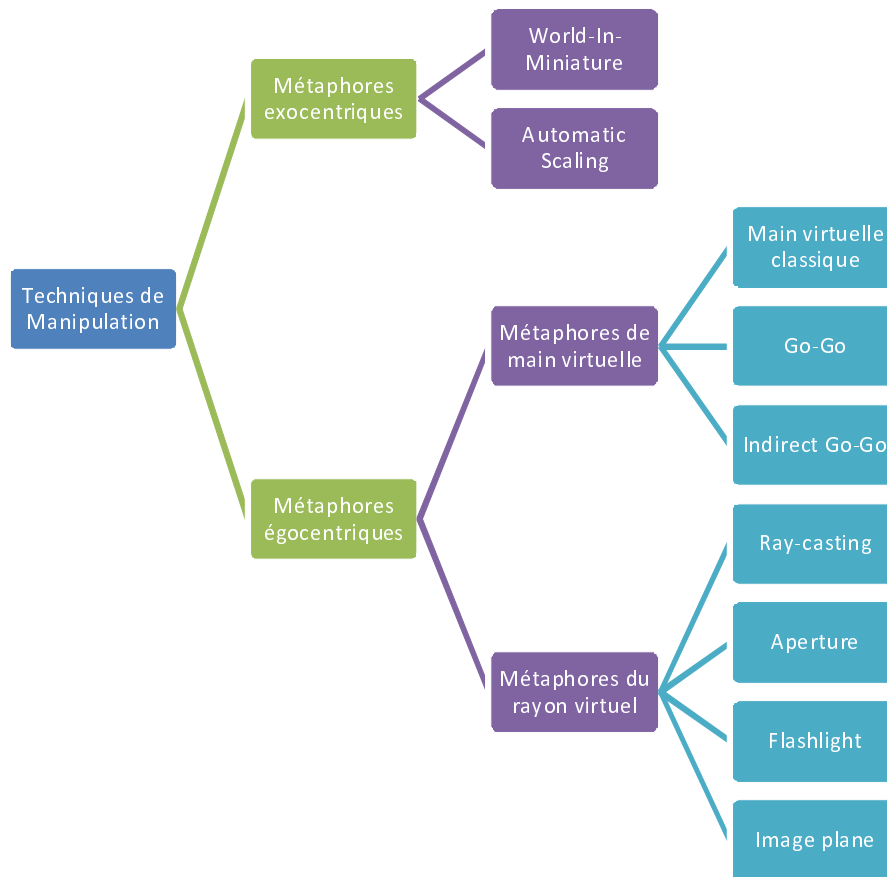 World-In-
Miniature
Métaphores
exocentriques
Automatic
Scaling
Main virtuelle
classique
Techniques de
Manipulation
Métaphores de
main virtuelle
Go-Go
Indirect Go-Go
Métaphores
égocentriques
Ray-casting
Aperture
Métaphores du
rayon virtuel
Flashlight
Image plane